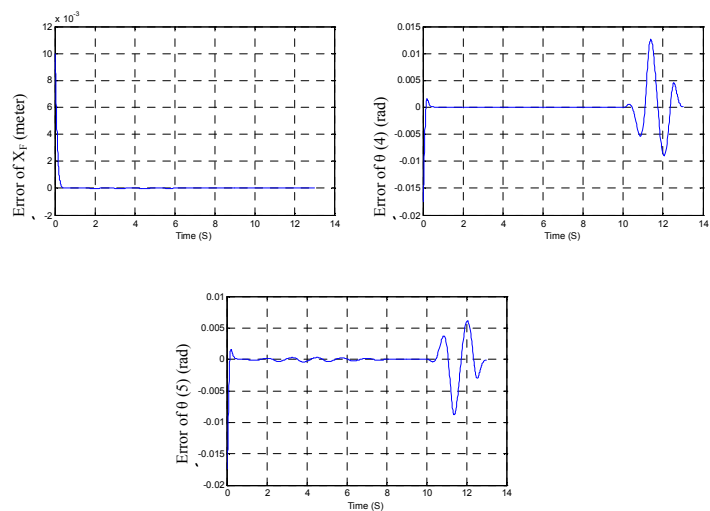 x 10⁻³
12
10
8
6
4
2
0
-2
0 2 4 6 8 10 12 14
Time (S)
Error of X_F (meter)
0.015
0.01
0.005
0
-0.005
-0.01
-0.015
-0.02
0 2 4 6 8 10 12 14
Time (S)
Error of θ (4) (rad)
0.01
0.005
0
-0.005
-0.01
-0.015
-0.02
0 2 4 6 8 10 12 14
Time (S)
Error of θ (5) (rad)